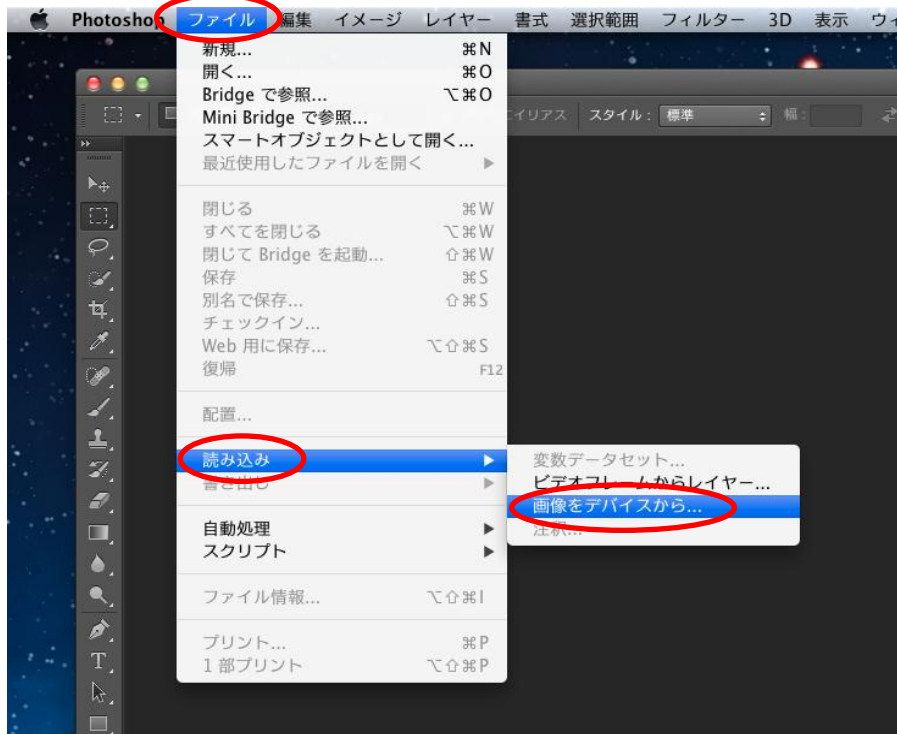 Photoshop ファイル 編集 イメージ レイヤー 書式 選択範囲 フィルター 3D 表示
新規... ⌘N
開く... ⌘O
Bridge で参照... ⌥⌘O
Mini Bridge で参照...
スマートオブジェクトとして開く...
最近使用したファイルを開く
イリアス スタイル : 標準 幅 :
閉じる ⌘W
すべてを閉じる ⌥⌘W
閉じて Bridge を起動... ⇧⌘W
保存 ⌘S
別名で保存... ⇧⌘S
チェックイン...
Web 用に保存... ⌥⇧⌘S
復帰 F12
配置...
読み込み
書き出し
変数データセット...
ビデオフレームからレイヤー...
画像をデバイスから...
注釈...
自動処理
スクリプト
ファイル情報... ⌥⇧⌘I
プリント... ⌘P
1 部プリント ⌥⇧⌘P